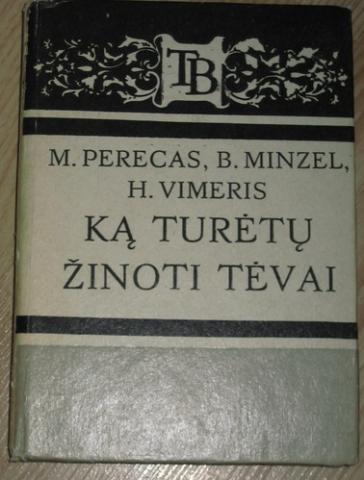 TB
M. PERECAS, B. MINZEL,
H. VIMERIS
KĄ TURĖTŲ
ŽINOTI TĖVAI